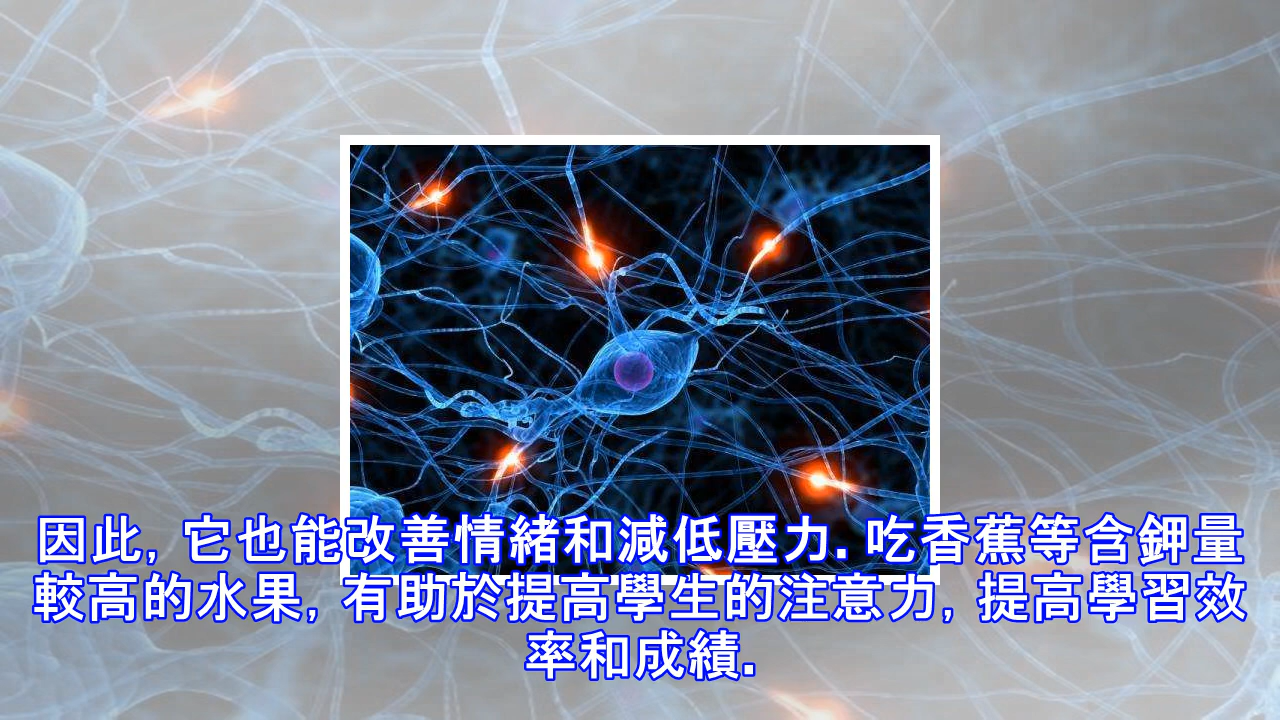 因此, 它也能改善情緒和減低壓力. 吃香蕉等含鉀量
較高的水果, 有助於提高學生的注意力, 提高學習效
率和成績.